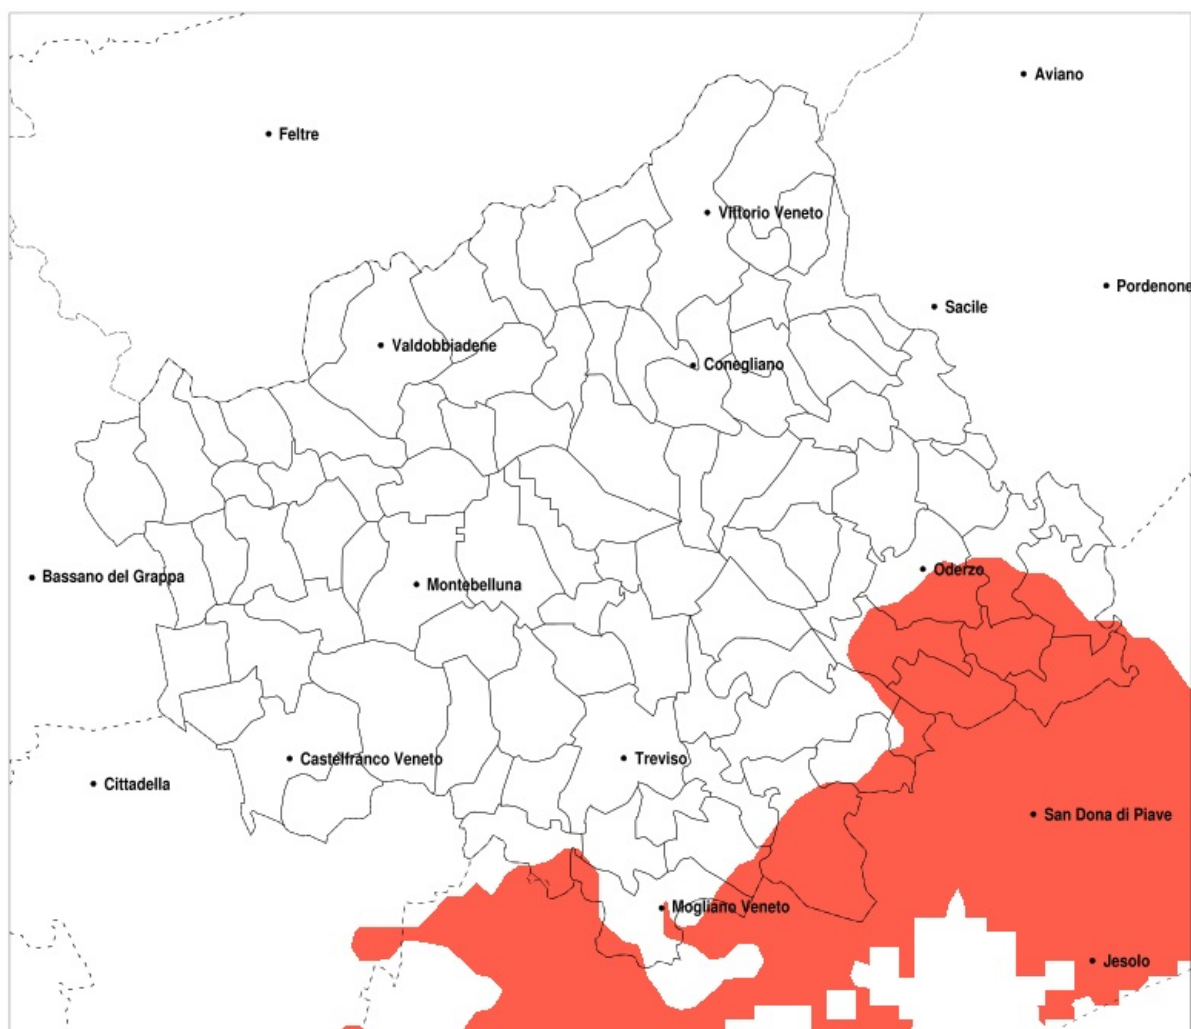 Aviano
Feltre
Vittorio Veneto
Pordenone
Sacile
Valdobbiadene
Conegliano
Oderzo
Bassano del Grappa
Montebelluna
Castelfranco Veneto
Treviso
Cittadella
San Dona di Piave
Mogliano Veneto
Jesolo